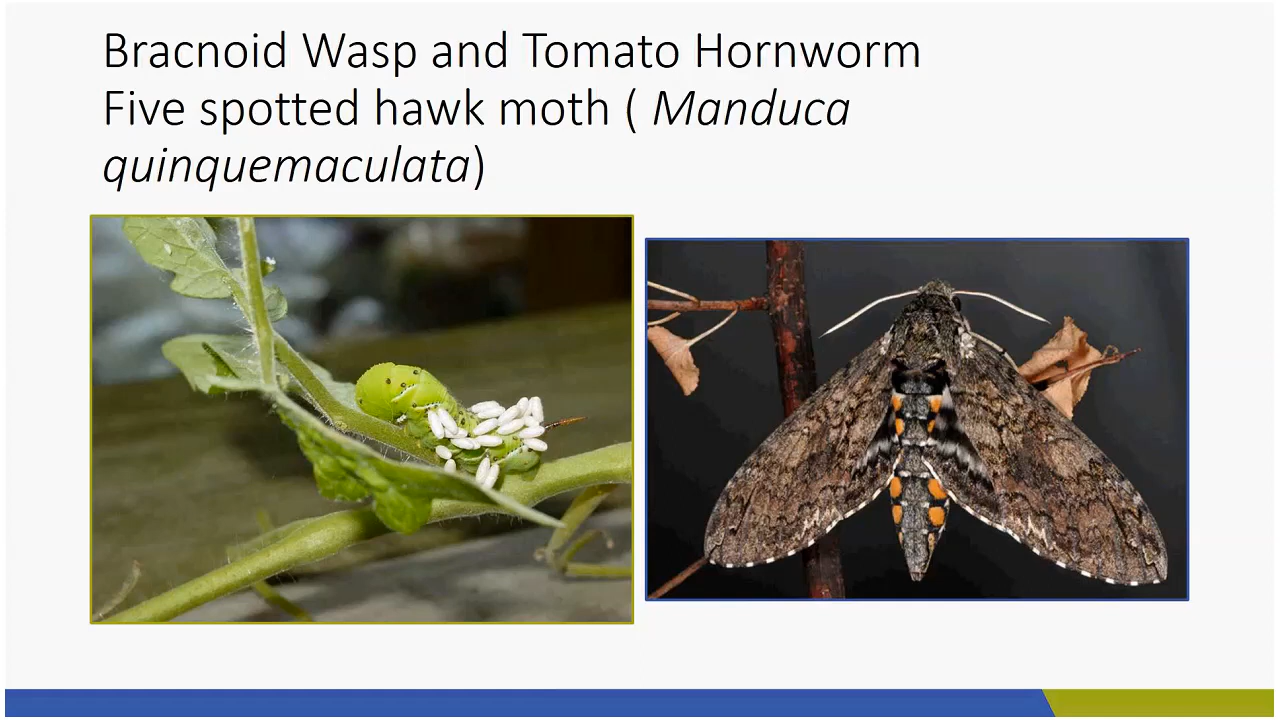 Bracnoid Wasp and Tomato Hornworm
Five spotted hawk moth ( Manduca
quinquemaculata)